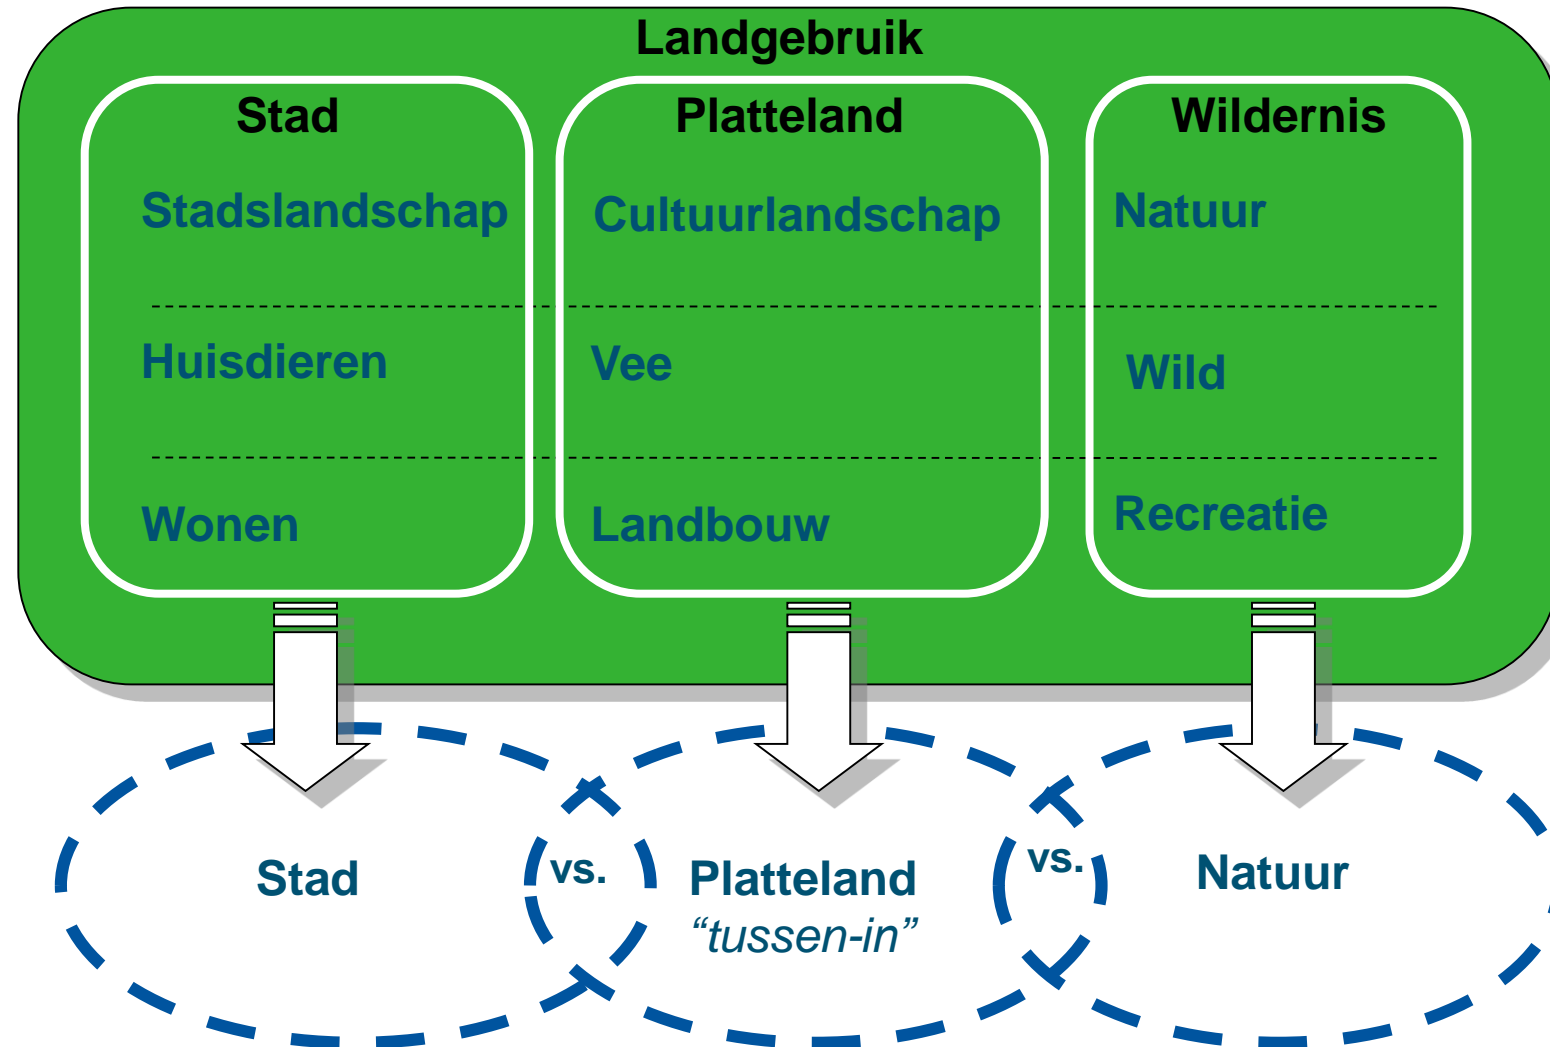 Landgebruik
Stad Platteland Wildernis
Stadslandschap Cultuurlandschap Natuur
Huisdieren Vee Wild
Wonen Landbouw Recreatie
Stad vs. Platteland vs. Natuur
“tussen-in”